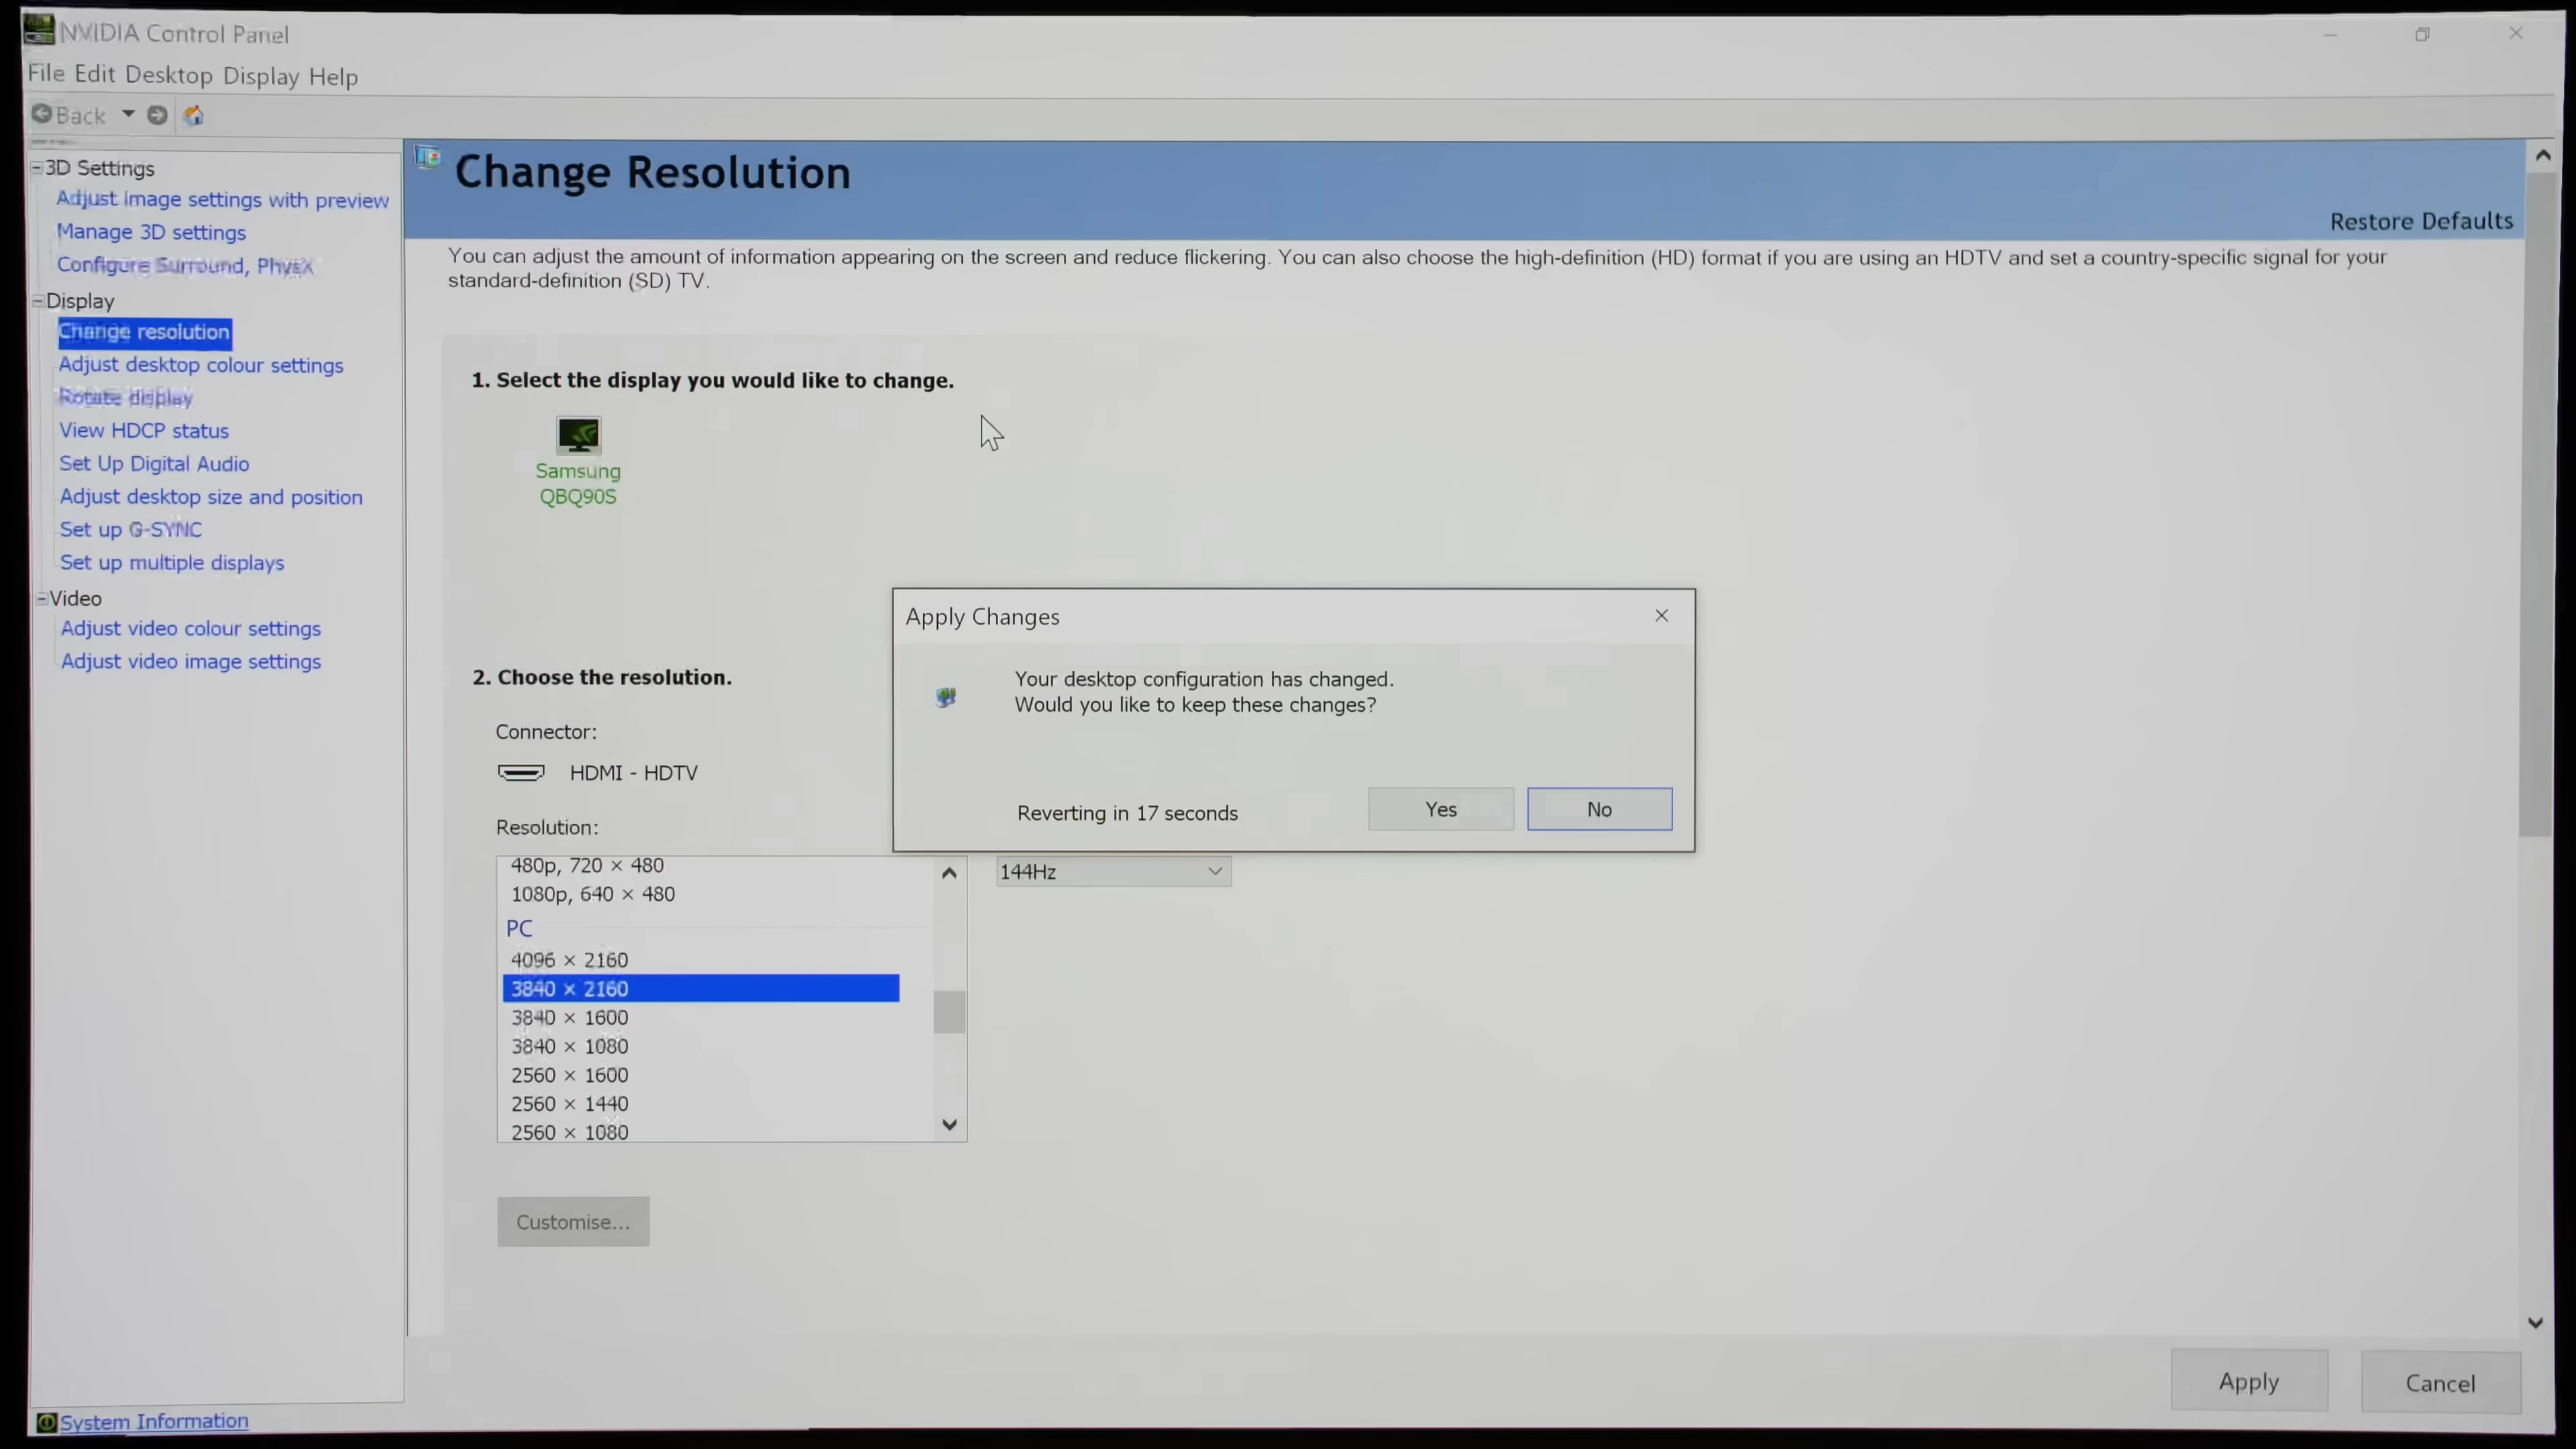 NVIDIA Control Panel
File Edit Desktop Display Help
Back
3D Settings
Adjust image settings with preview
Manage 3D settings
Configure Surround, PhysX
Display
Change resolution
Adjust desktop colour settings
Rotate display
View HDCP status
Set Up Digital Audio
Adjust desktop size and position
Set up G-SYNC
Set up multiple displays
Video
Adjust video colour settings
Adjust video image settings
System Information
Change Resolution
Restore Defaults
You can adjust the amount of information appearing on the screen and reduce flickering. You can also choose the high-definition (HD) format if you are using an HDTV and set a country-specific signal for your
standard-definition (SD) TV.
1. Select the display you would like to change.
Samsung
QBQ90S
2. Choose the resolution.
Connector:
HDMI - HDTV
Resolution:
480p, 720 × 480
1080p, 640 × 480
PC
4096 × 2160
3840 × 2160
3840 × 1600
3840 × 1080
2560 × 1600
2560 × 1440
2560 × 1080
144Hz
Customise...
Apply Changes
Your desktop configuration has changed.
Would you like to keep these changes?
Reverting in 17 seconds
Yes
No
Apply
Cancel